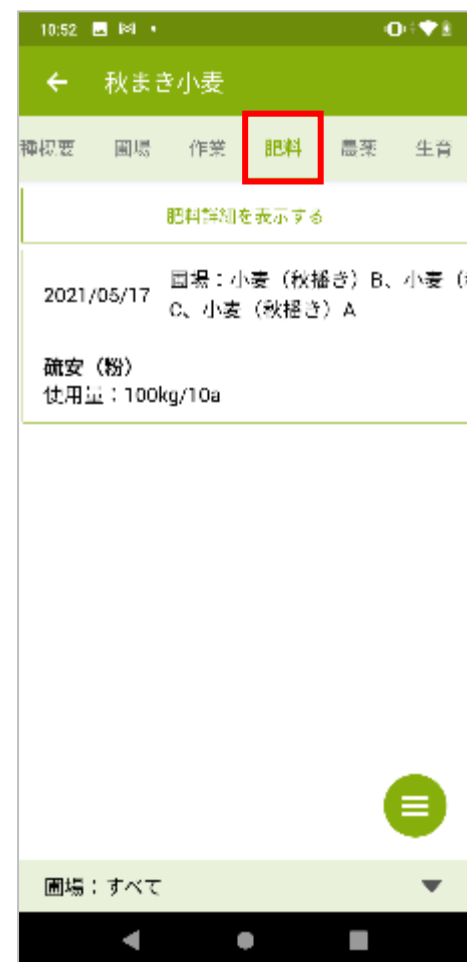 10:52
秋まき小麦
種概要 圃場 作業 肥料 農薬 生育
肥料詳細を表示する
2021/05/17
圃場：小麦（秋播き）B、小麦（
C、小麦（秋播き）A
硫安（粉）
使用量：100kg/10a
圃場：すべて